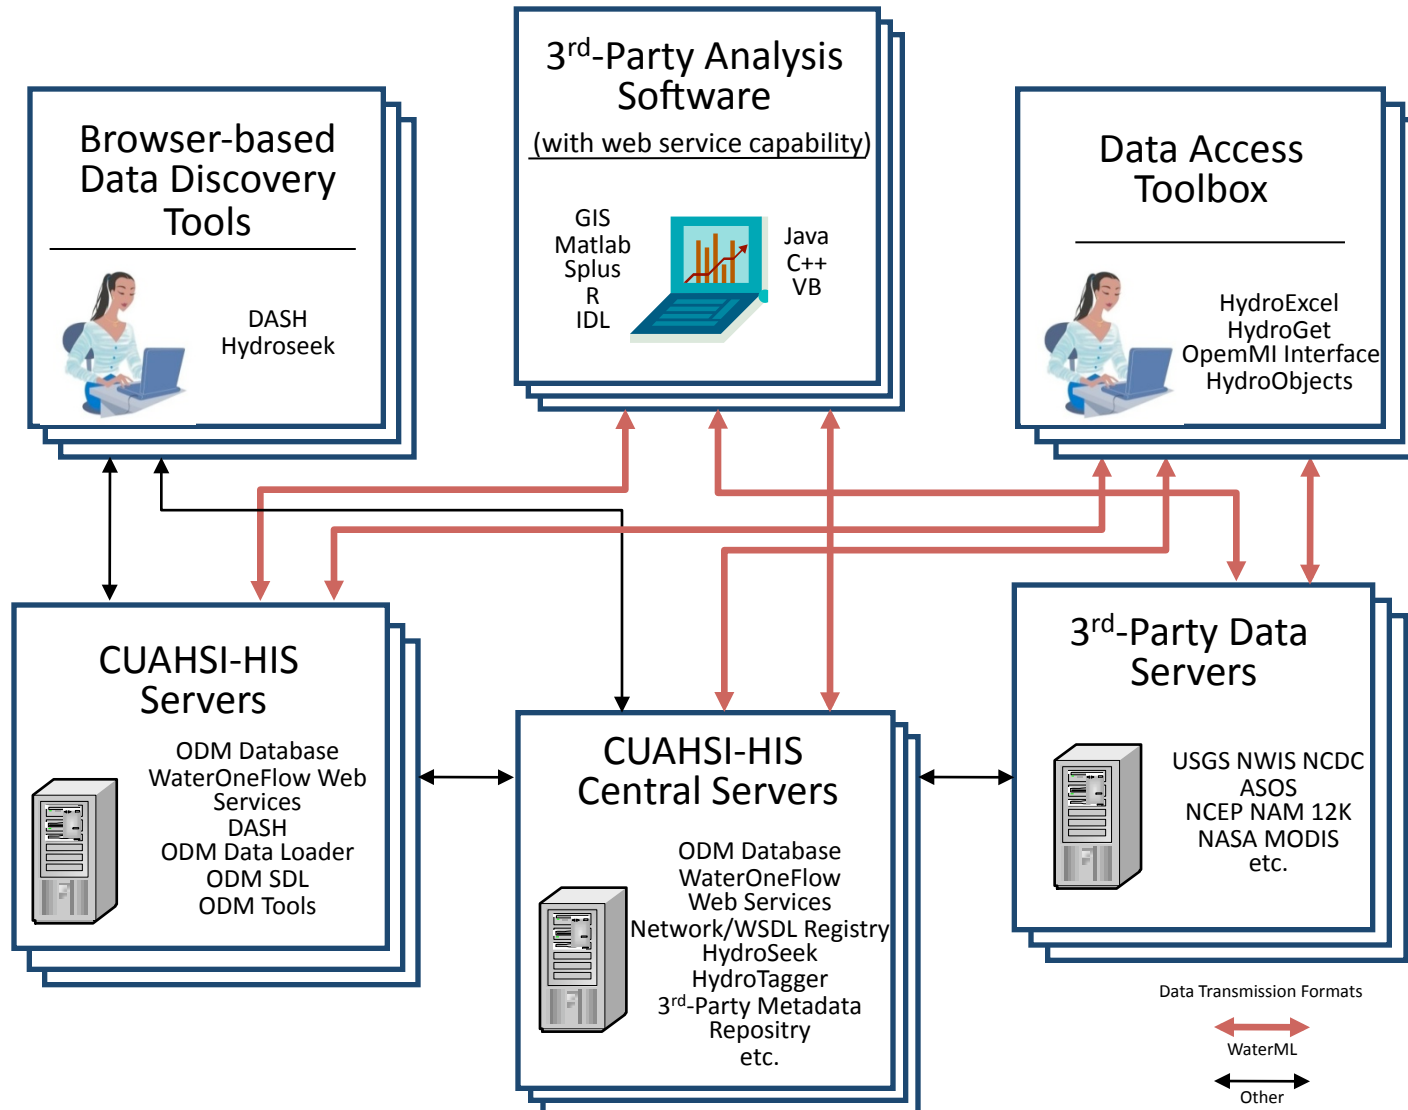 Browser-based
Data Discovery
Tools
DASH
Hydroseek
3rd-Party Analysis
Software
(with web service capability)
GIS
Matlab
Splus
R
IDL
Java
C++
VB
Data Access
Toolbox
HydroExcel
HydroGet
OpemMI Interface
HydroObjects
CUAHSI-HIS
Servers
ODM Database
WaterOneFlow Web
Services
DASH
ODM Data Loader
ODM SDL
ODM Tools
CUAHSI-HIS
Central Servers
ODM Database
WaterOneFlow
Web Services
Network/WSDL Registry
HydroSeek
HydroTagger
3rd-Party Metadata
Repositry
etc.
3rd-Party Data
Servers
USGS NWIS NCDC
ASOS
NCEP NAM 12K
NASA MODIS
etc.
Data Transmission Formats
WaterML
Other